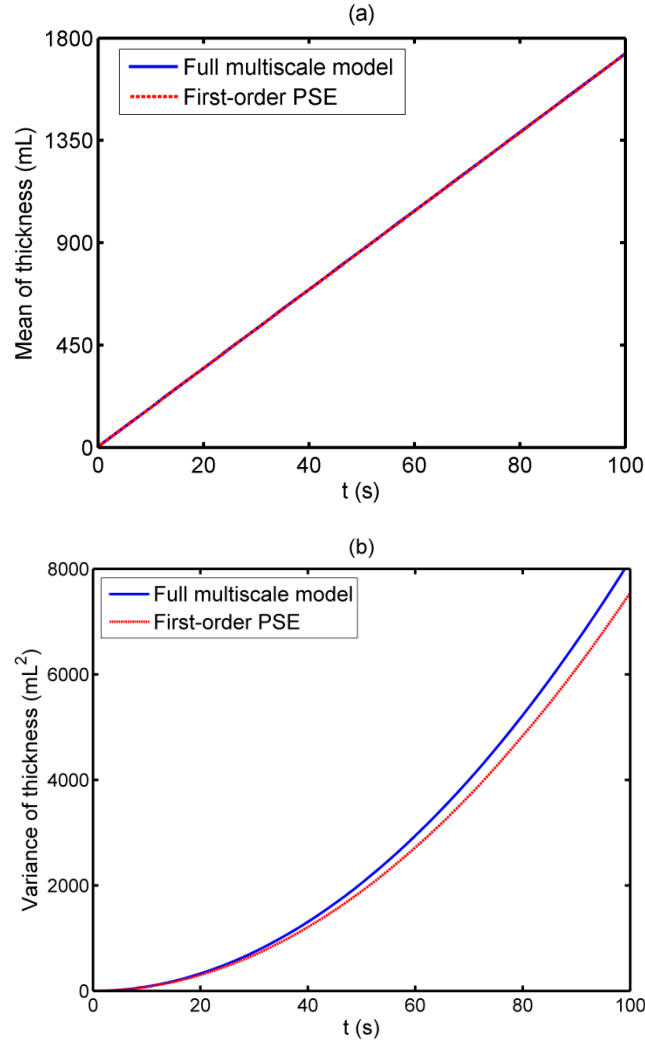 (a)
Full multiscale model
First-order PSE
Mean of thickness (mL)
1800
1350
900
450
0
0 20 40 60 80 100
t (s)
(b)
Full multiscale model
First-order PSE
Variance of thickness (mL²)
8000
6000
4000
2000
0
0 20 40 60 80 100
t (s)